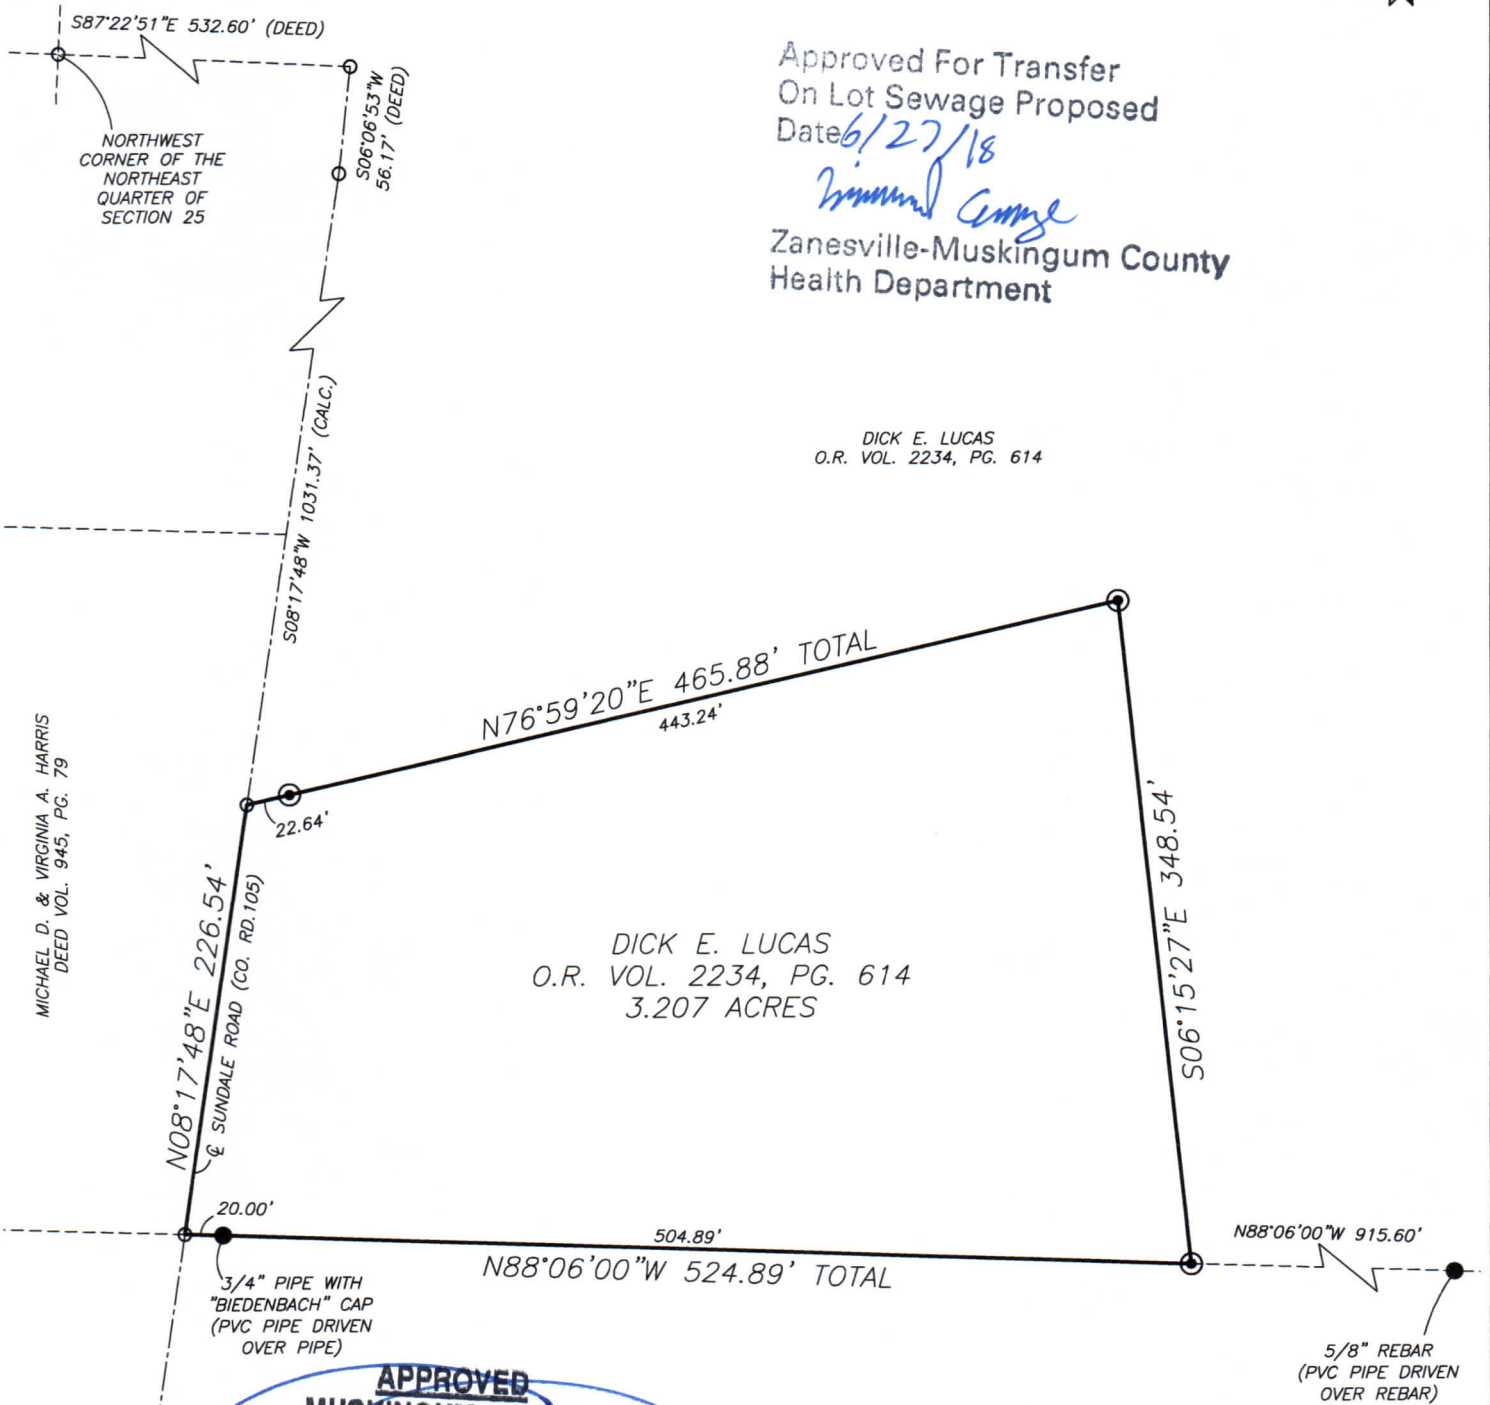 S87°22'51"E 532.60' (DEED)
S06°06'53"W
56.17' (DEED)
NORTHWEST
CORNER OF THE
NORTHEAST
QUARTER OF
SECTION 25
Approved For Transfer
On Lot Sewage Proposed
Date 6/27/18
Zanesville-Muskingum County
Health Department
S08°17'48"W 1031.37' (CALC.)
DICK E. LUCAS
O.R. VOL. 2234, PG. 614
N76°59'20"E 465.88' TOTAL
443.24'
22.64'
MICHAEL D. & VIRGINIA A. HARRIS
DEED VOL. 945, PG. 79
N08°17'48"E 226.54'
℄ SUNDALE ROAD (CO. RD.105)
DICK E. LUCAS
O.R. VOL. 2234, PG. 614
3.207 ACRES
S06°15'27"E 348.54'
20.00'
504.89'
N88°06'00"W 524.89' TOTAL
N88°06'00"W 915.60'
3/4" PIPE WITH
"BIEDENBACH" CAP
(PVC PIPE DRIVEN
OVER PIPE)
5/8" REBAR
(PVC PIPE DRIVEN
OVER REBAR)
APPROVED